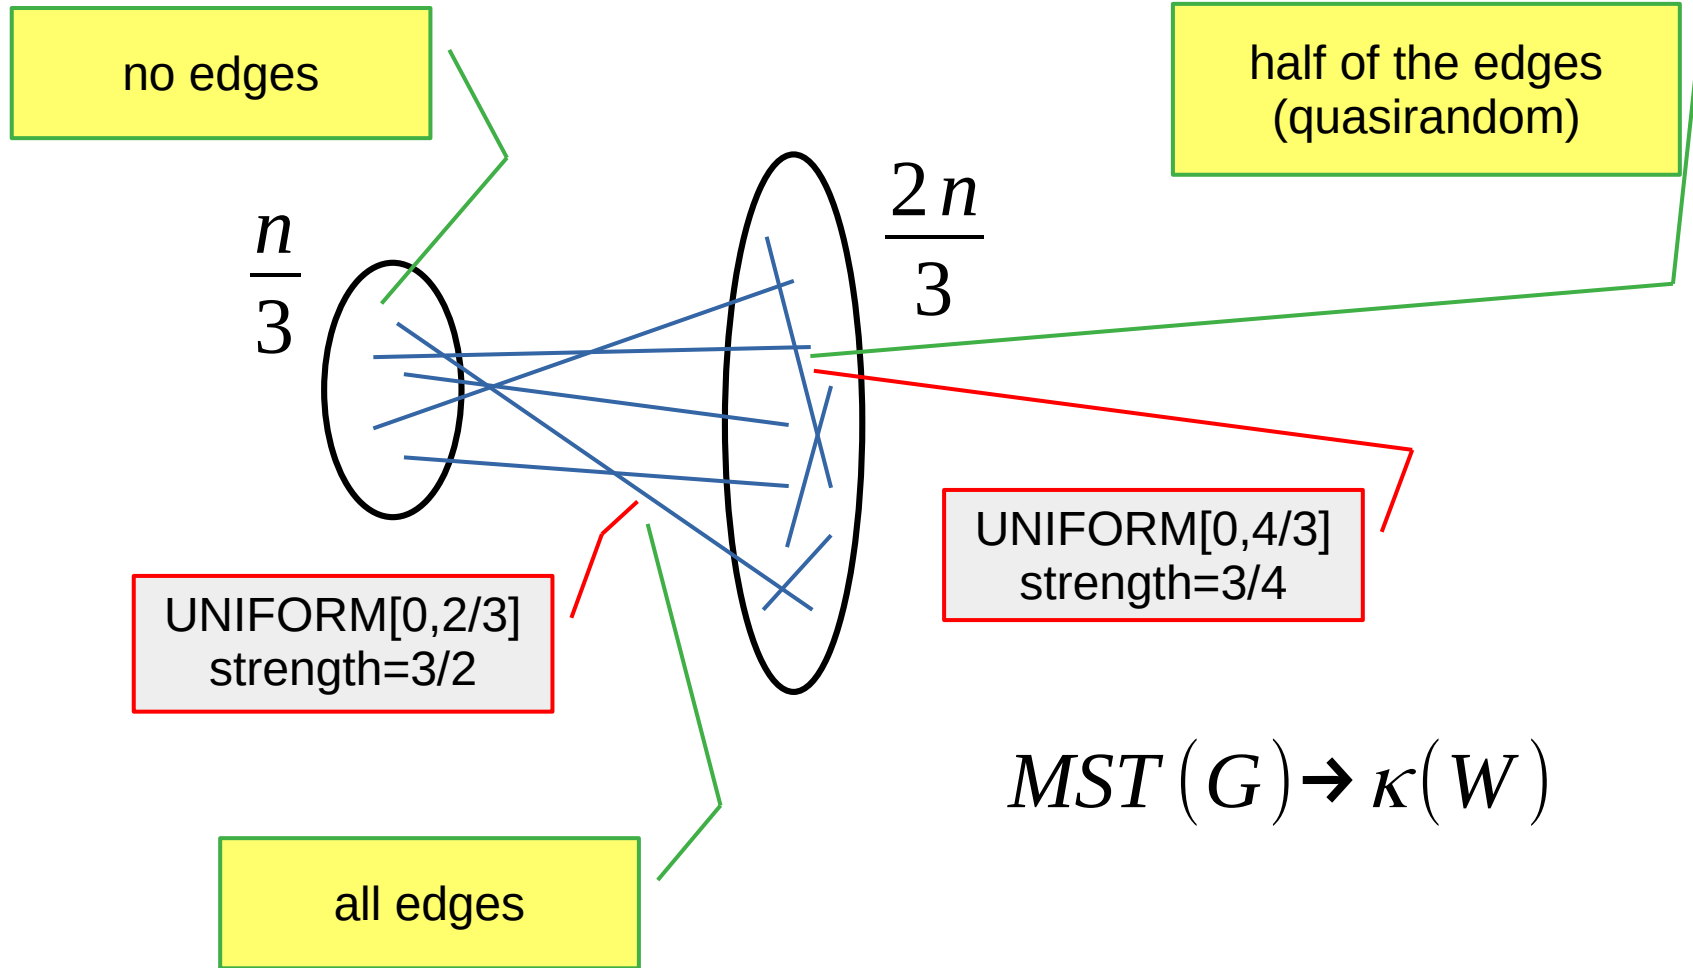 no edges
half of the edges
(quasirandom)
n
3
2n
3
UNIFORM[0,4/3]
strength=3/4
UNIFORM[0,2/3]
strength=3/2
MST(G)→κ(W)
all edges